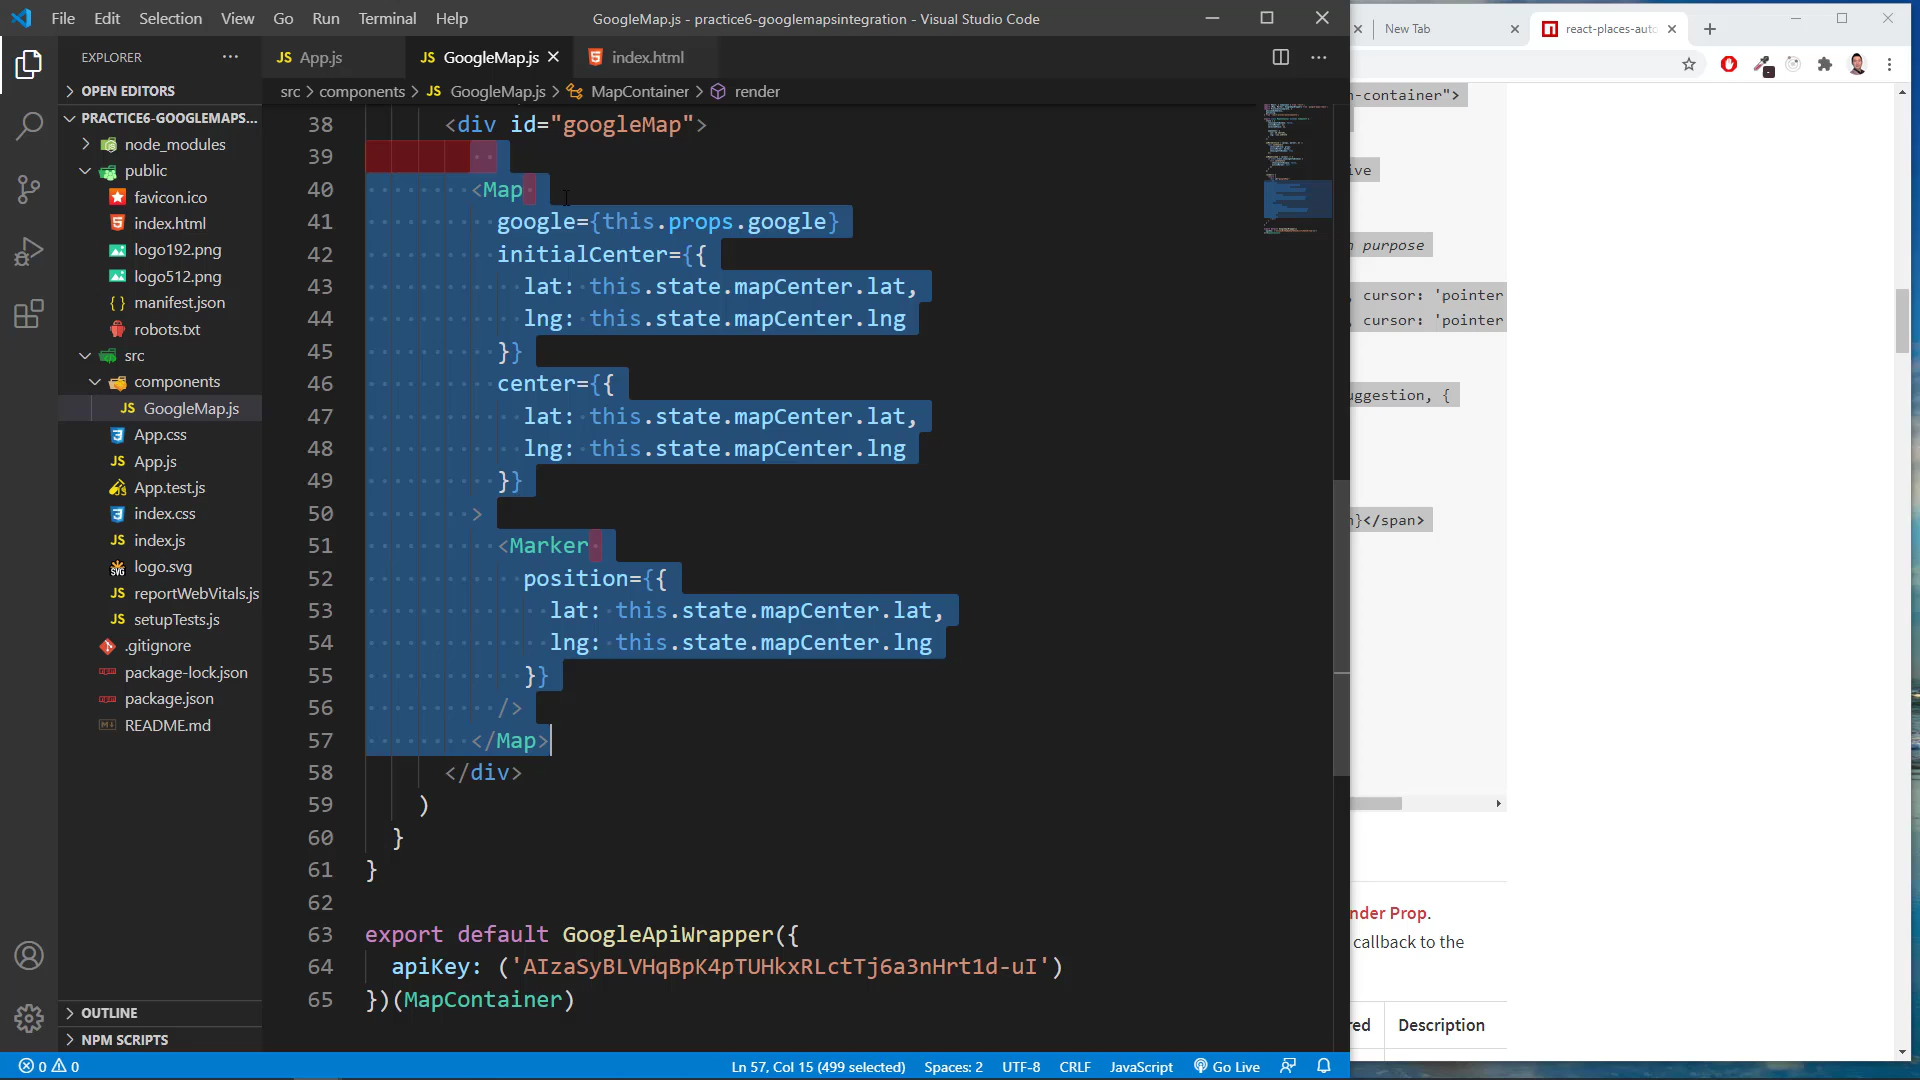 File Edit Selection View Go Run Terminal Help
GoogleMap.js - practice6-googlemapsintegration - Visual Studio Code
EXPLORER
OPEN EDITORS
PRACTICE6-GOOGLEMAPS...
node_modules
public
favicon.ico
index.html
logo192.png
logo512.png
manifest.json
robots.txt
src
components
GoogleMap.js
App.css
App.js
App.test.js
index.css
index.js
logo.svg
reportWebVitals.js
setupTests.js
.gitignore
package-lock.json
package.json
README.md
OUTLINE
NPM SCRIPTS
App.js GoogleMap.js index.html
src > components > GoogleMap.js > MapContainer > render
38 <div id="googleMap">
39
40 <Map
41 google={this.props.google}
42 initialCenter={{
43 lat: this.state.mapCenter.lat,
44 lng: this.state.mapCenter.lng
45 }}
46 center={{
47 lat: this.state.mapCenter.lat,
48 lng: this.state.mapCenter.lng
49 }}
50 >
51 <Marker
52 position={{
53 lat: this.state.mapCenter.lat,
54 lng: this.state.mapCenter.lng
55 }}
56 />
57 </Map>
58 </div>
59 )
60 }
61 }
62
63 export default GoogleApiWrapper({
64 apiKey: ('AIzaSyBLVHqBpK4pTUHkxRLctTj6a3nHrt1d-uI')
65 })(MapContainer)
0 0
Ln 57, Col 15 (499 selected) Spaces: 2 UTF-8 CRLF JavaScript Go Live
New Tab
react-places-auto
n-container">
ive
n purpose
, cursor: 'pointer
, cursor: 'pointer
uggestion, {
n}</span>
nder Prop.
callback to the
red Description